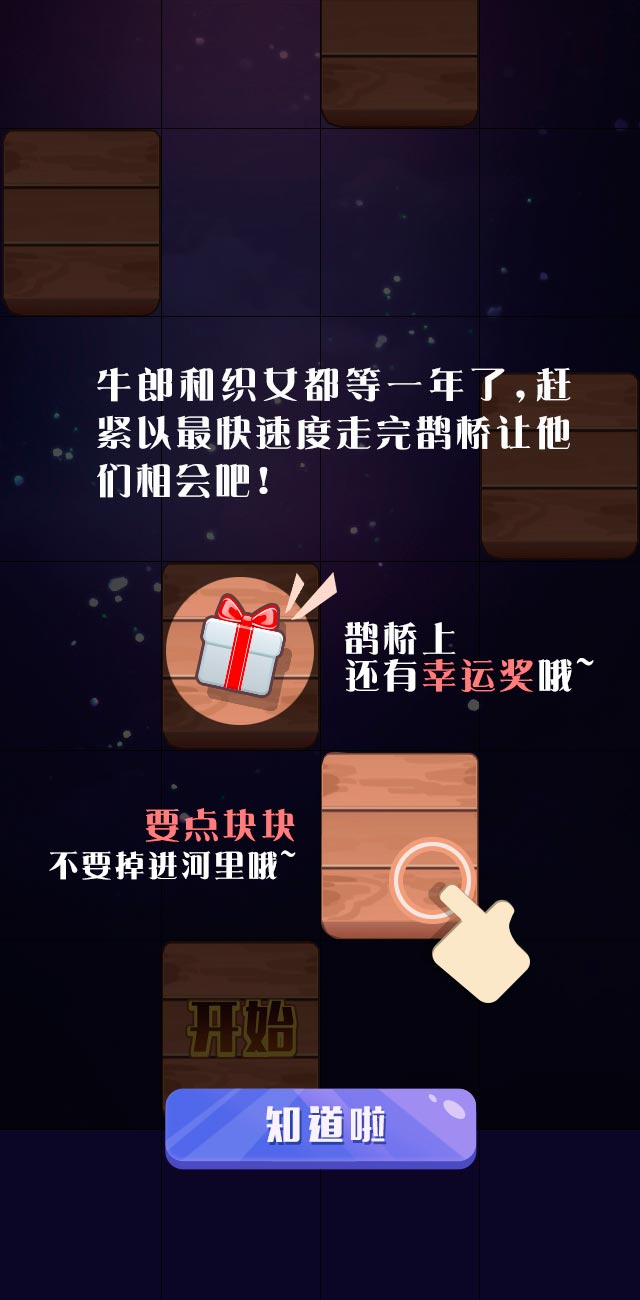 牛郎和织女都等一年了,赶
紧以最快速度走完鹊桥让他
们相会吧!
鹊桥上
还有幸运奖哦~
要点块块
不要掉进河里哦~
开始
知道啦